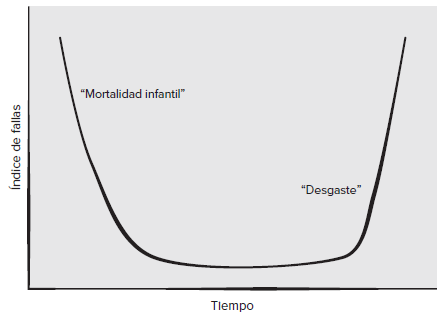 “Mortalidad infantil”
Índice de fallas
“Desgaste”
Tiempo